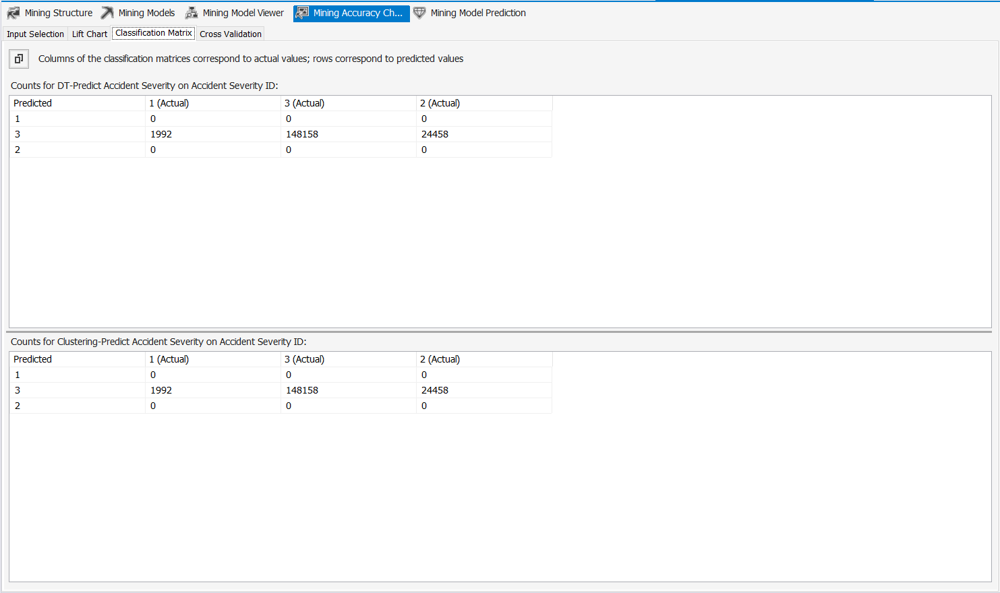 Mining Structure Mining Models Mining Model Viewer Mining Accuracy Ch... Mining Model Prediction
Input Selection Lift Chart Classification Matrix Cross Validation
Columns of the classification matrices correspond to actual values; rows correspond to predicted values
Counts for DT-Predict Accident Severity on Accident Severity ID:
Predicted 1 (Actual) 3 (Actual) 2 (Actual)
1 0 0 0
3 1992 148158 24458
2 0 0 0
Counts for Clustering-Predict Accident Severity on Accident Severity ID:
Predicted 1 (Actual) 3 (Actual) 2 (Actual)
1 0 0 0
3 1992 148158 24458
2 0 0 0